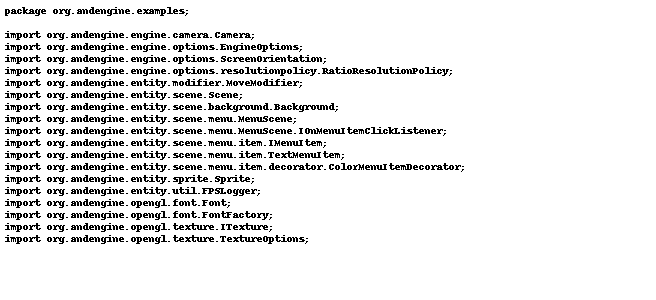 package org.andengine.examples;

import org.andengine.engine.camera.Camera;
import org.andengine.engine.options.EngineOptions;
import org.andengine.engine.options.ScreenOrientation;
import org.andengine.engine.options.resolutionpolicy.RatioResolutionPolicy;
import org.andengine.entity.modifier.MoveModifier;
import org.andengine.entity.scene.Scene;
import org.andengine.entity.scene.background.Background;
import org.andengine.entity.scene.menu.MenuScene;
import org.andengine.entity.scene.menu.MenuScene.IOnMenuItemClickListener;
import org.andengine.entity.scene.menu.item.IMenuItem;
import org.andengine.entity.scene.menu.item.TextMenuItem;
import org.andengine.entity.scene.menu.item.decorator.ColorMenuItemDecorator;
import org.andengine.entity.sprite.Sprite;
import org.andengine.entity.util.FPSLogger;
import org.andengine.opengl.font.Font;
import org.andengine.opengl.font.FontFactory;
import org.andengine.opengl.texture.ITexture;
import org.andengine.opengl.texture.TextureOptions;